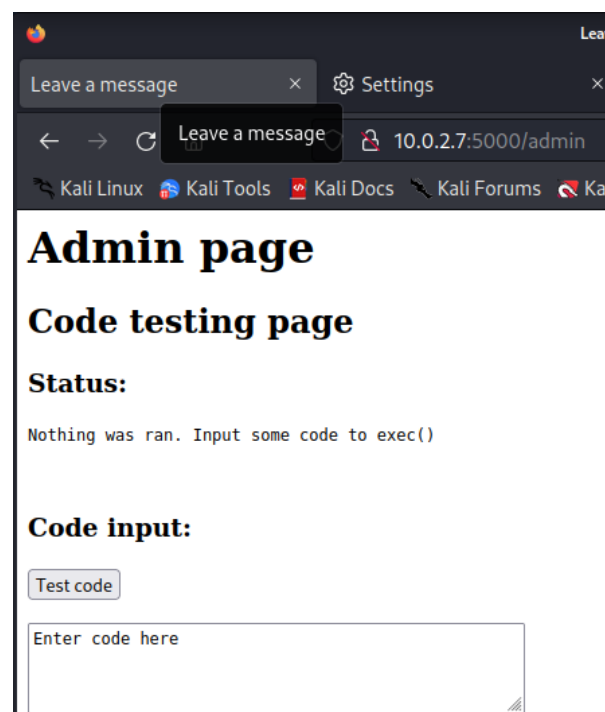 Lea
Leave a message × Settings ×
Leave a message 10.0.2.7:5000/admin
Kali Linux Kali Tools Kali Docs Kali Forums Ka
Admin page
Code testing page
Status:
Nothing was ran. Input some code to exec()
Code input:
Test code
Enter code here